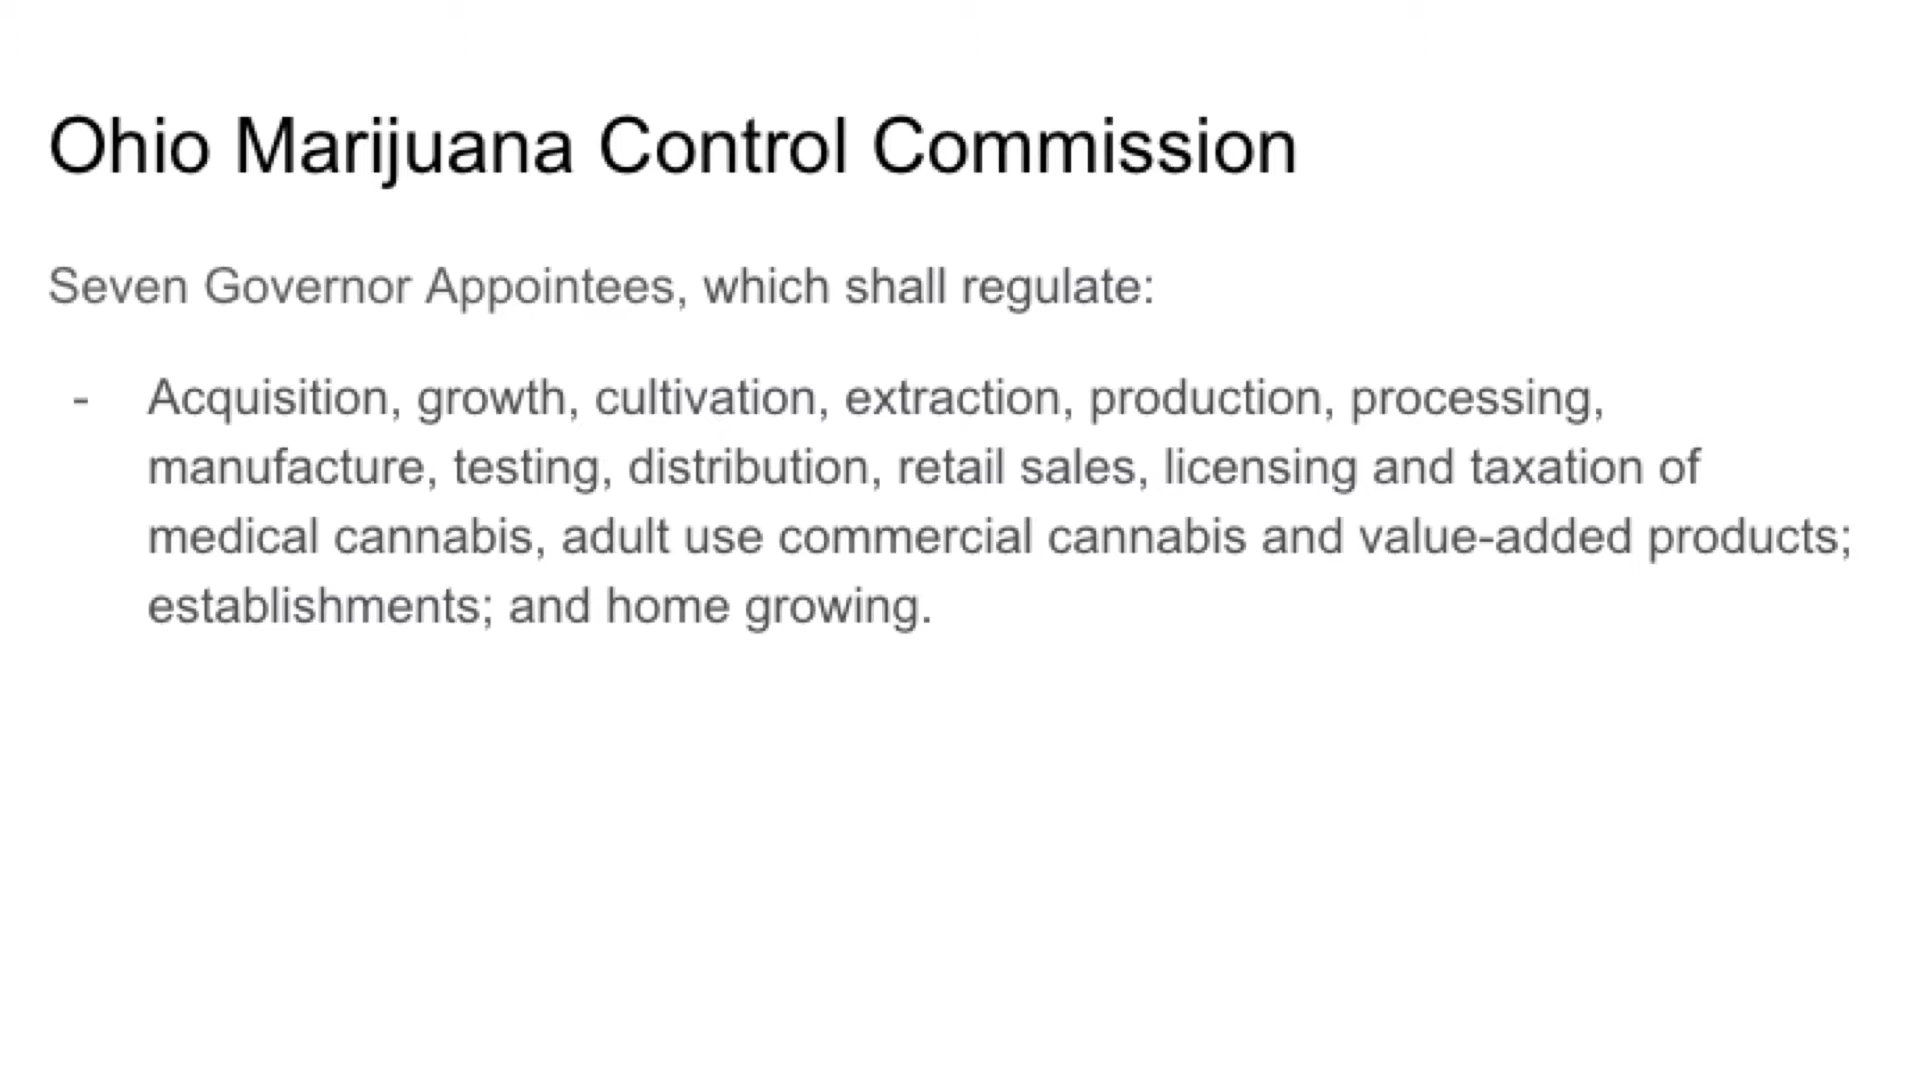 Ohio Marijuana Control Commission
Seven Governor Appointees, which shall regulate:
- Acquisition, growth, cultivation, extraction, production, processing,
manufacture, testing, distribution, retail sales, licensing and taxation of
medical cannabis, adult use commercial cannabis and value-added products;
establishments; and home growing.